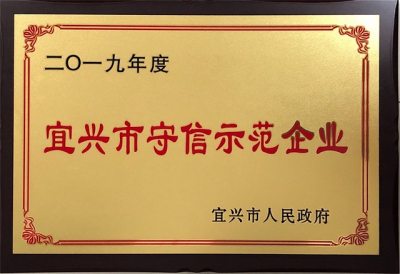 二〇一九年度
宜兴市守信示范企业
宜兴市人民政府